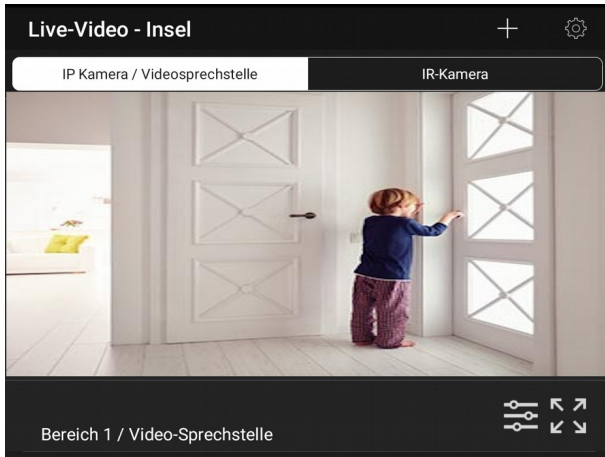 Live-Video - Insel
IP Kamera / Videosprechstelle
IR-Kamera
Bereich 1 / Video-Sprechstelle